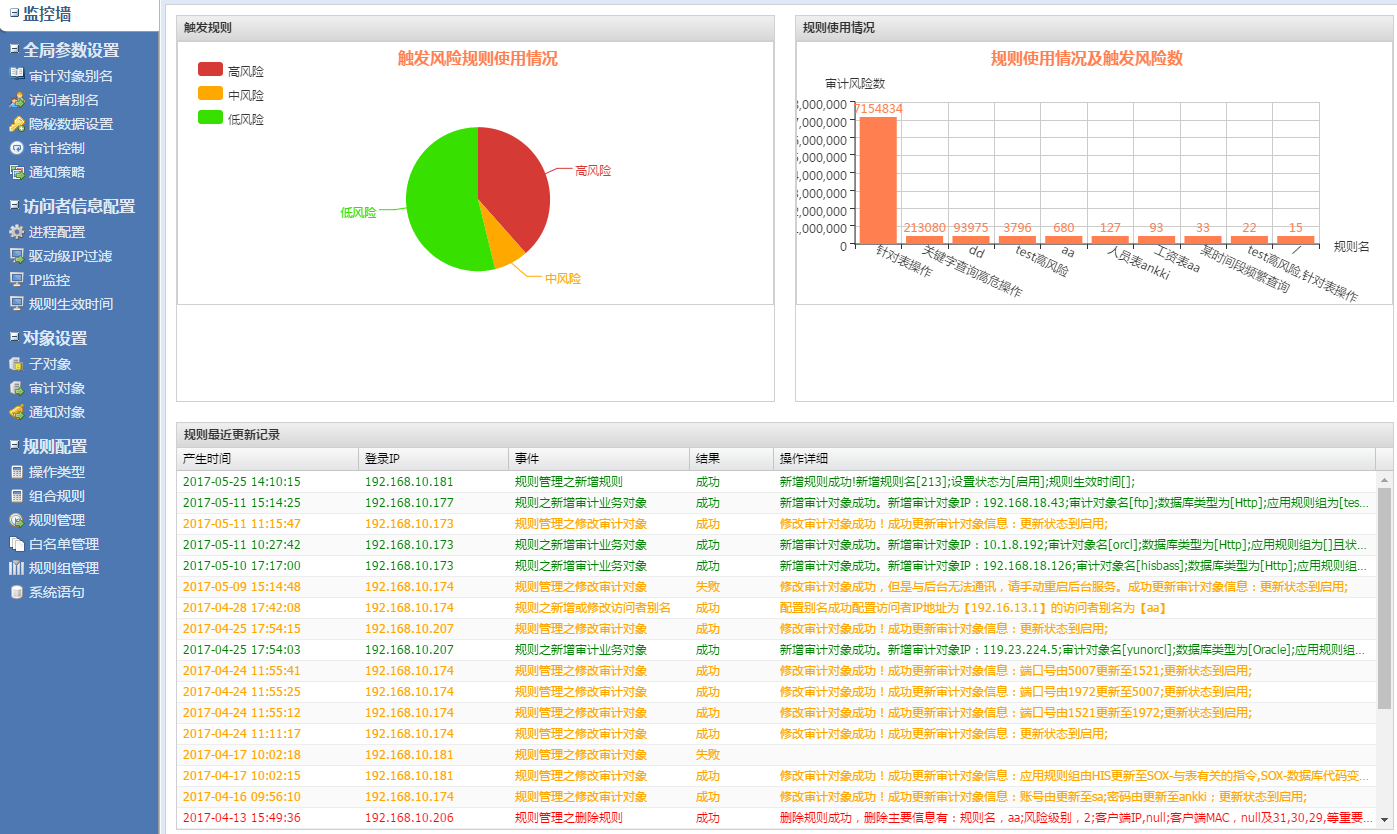 监控墙
全局参数设置
审计对象别名
访问者别名
隐秘数据设置
审计控制
通知策略
访问者信息配置
进程配置
驱动级IP过滤
IP监控
规则生效时间
对象设置
子对象
审计对象
通知对象
规则配置
操作类型
组合规则
规则管理
白名单管理
规则组管理
系统语句
触发规则
触发风险规则使用情况
高风险
中风险
低风险
高风险
低风险
中风险
规则使用情况
规则使用情况及触发风险数
审计风险数
,000,000
,000,000
,000,000
,000,000
,000,000
,000,000
2,000,000
,000,000
0
7154834
213080
93975
3796
680
127
93
33
22
15
规则名
针对表操作
关键字查询高危操作
dd
test高风险
aa
人员表ankki
工资表aa
某时间段频繁查询
test高风险,针对表操作
/
规则最近更新记录
产生时间 登录IP 事件 结果 操作详细
2017-05-25 14:10:15 192.168.10.181 规则管理之新增规则 成功 新增规则成功!新增规则名[213];设置状态为[启用];规则生效时间[];
2017-05-11 15:14:25 192.168.10.177 规则之新增审计业务对象 成功 新增审计对象成功。新增审计对象IP：192.168.18.43;审计对象名[ftp];数据库类型为[Http];应用规则组为[tes...
2017-05-11 11:15:47 192.168.10.173 规则管理之修改审计对象 成功 修改审计对象成功！成功更新审计对象信息：更新状态到启用;
2017-05-11 10:27:42 192.168.10.173 规则之新增审计业务对象 成功 新增审计对象成功。新增审计对象IP：10.1.8.192;审计对象名[orcl];数据库类型为[Http];应用规则组为[]且状...
2017-05-10 17:17:00 192.168.10.173 规则之新增审计业务对象 成功 新增审计对象成功。新增审计对象IP：192.168.18.126;审计对象名[hisbass];数据库类型为[Http];应用规则组...
2017-05-09 15:14:48 192.168.10.174 规则管理之修改审计对象 失败 修改审计对象成功，但是与后台无法通讯，请手动重启后台服务。成功更新审计对象信息：更新状态到启用;
2017-04-28 17:42:08 192.168.10.174 规则之新增或修改访问者别名 成功 配置别名成功配置访问者IP地址为【192.16.13.1】的访问者别名为【aa】
2017-04-25 17:54:15 192.168.10.207 规则管理之修改审计对象 成功 修改审计对象成功！成功更新审计对象信息：更新状态到启用;
2017-04-25 17:54:03 192.168.10.207 规则之新增审计业务对象 成功 新增审计对象成功。新增审计对象IP：119.23.224.5;审计对象名[yunorcl];数据库类型为[Oracle];应用规则组...
2017-04-24 11:55:41 192.168.10.174 规则管理之修改审计对象 成功 修改审计对象成功！成功更新审计对象信息：端口号由5007更新至1521;更新状态到启用;
2017-04-24 11:55:25 192.168.10.174 规则管理之修改审计对象 成功 修改审计对象成功！成功更新审计对象信息：端口号由1972更新至5007;更新状态到启用;
2017-04-24 11:55:12 192.168.10.174 规则管理之修改审计对象 成功 修改审计对象成功！成功更新审计对象信息：端口号由1521更新至1972;更新状态到启用;
2017-04-24 11:11:17 192.168.10.174 规则管理之修改审计对象 成功 修改审计对象成功！成功更新审计对象信息：更新状态到启用;
2017-04-17 10:02:18 192.168.10.181 规则管理之修改审计对象 失败
2017-04-17 10:02:15 192.168.10.181 规则管理之修改审计对象 成功 修改审计对象成功！成功更新审计对象信息：应用规则组由HIS更新至SOX-与表有关的指令,SOX-数据库代码变...
2017-04-16 09:56:10 192.168.10.174 规则管理之修改审计对象 成功 修改审计对象成功！成功更新审计对象信息：账号由更新至sa;密码由更新至ankki；更新状态到启用;
2017-04-13 15:49:36 192.168.10.206 规则管理之删除规则 成功 删除规则成功，删除主要信息有：规则名，aa;风险级别，2;客户端IP,null;客户端MAC，null及31,30,29,等重要...